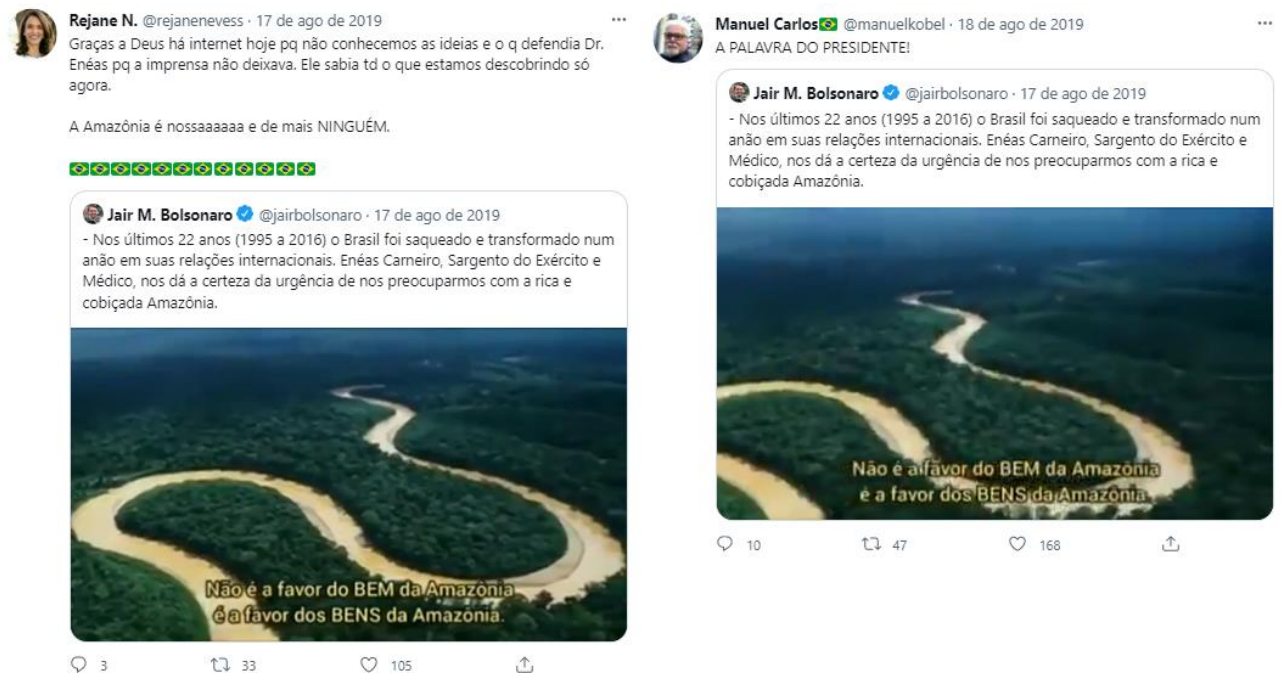 Rejane N. @rejanenevess · 17 de ago de 2019
Graças a Deus há internet hoje pq não conhecemos as ideias e o q defendia Dr.
Enéas pq a imprensa não deixava. Ele sabia td o que estamos descobrindo só
agora.
A Amazônia é nossaaaaaa e de mais NINGUÉM.
Jair M. Bolsonaro @jairbolsonaro · 17 de ago de 2019
- Nos últimos 22 anos (1995 a 2016) o Brasil foi saqueado e transformado num
anão em suas relações internacionais. Enéas Carneiro, Sargento do Exército e
Médico, nos dá a certeza da urgência de nos preocuparmos com a rica e
cobiçada Amazônia.
Não é a favor do BEM da Amazônia
é a favor dos BENS da Amazônia.
3 33 105
Manuel Carlos @manuelkobel · 18 de ago de 2019
A PALAVRA DO PRESIDENTE!
Jair M. Bolsonaro @jairbolsonaro · 17 de ago de 2019
- Nos últimos 22 anos (1995 a 2016) o Brasil foi saqueado e transformado num
anão em suas relações internacionais. Enéas Carneiro, Sargento do Exército e
Médico, nos dá a certeza da urgência de nos preocuparmos com a rica e
cobiçada Amazônia.
Não é a favor do BEM da Amazônia
é a favor dos BENS da Amazônia.
10 47 168